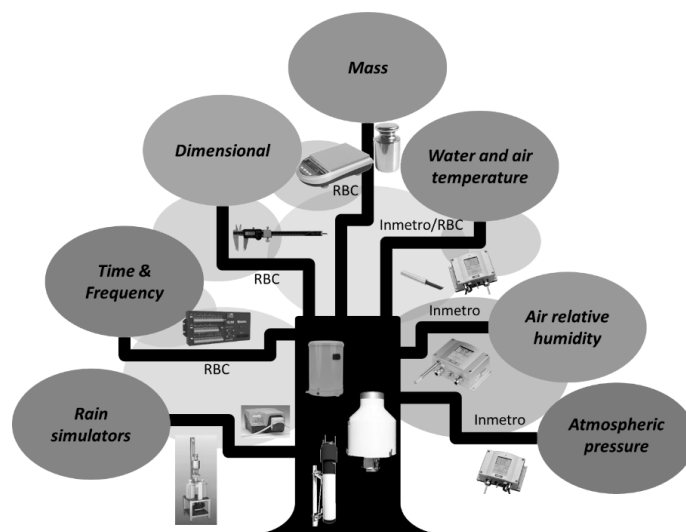 Mass
Dimensional
Water and air
temperature
RBC
Inmetro/RBC
RBC
Time &
Frequency
Inmetro
Air relative
humidity
RBC
Rain
simulators
Inmetro
Atmospheric
pressure